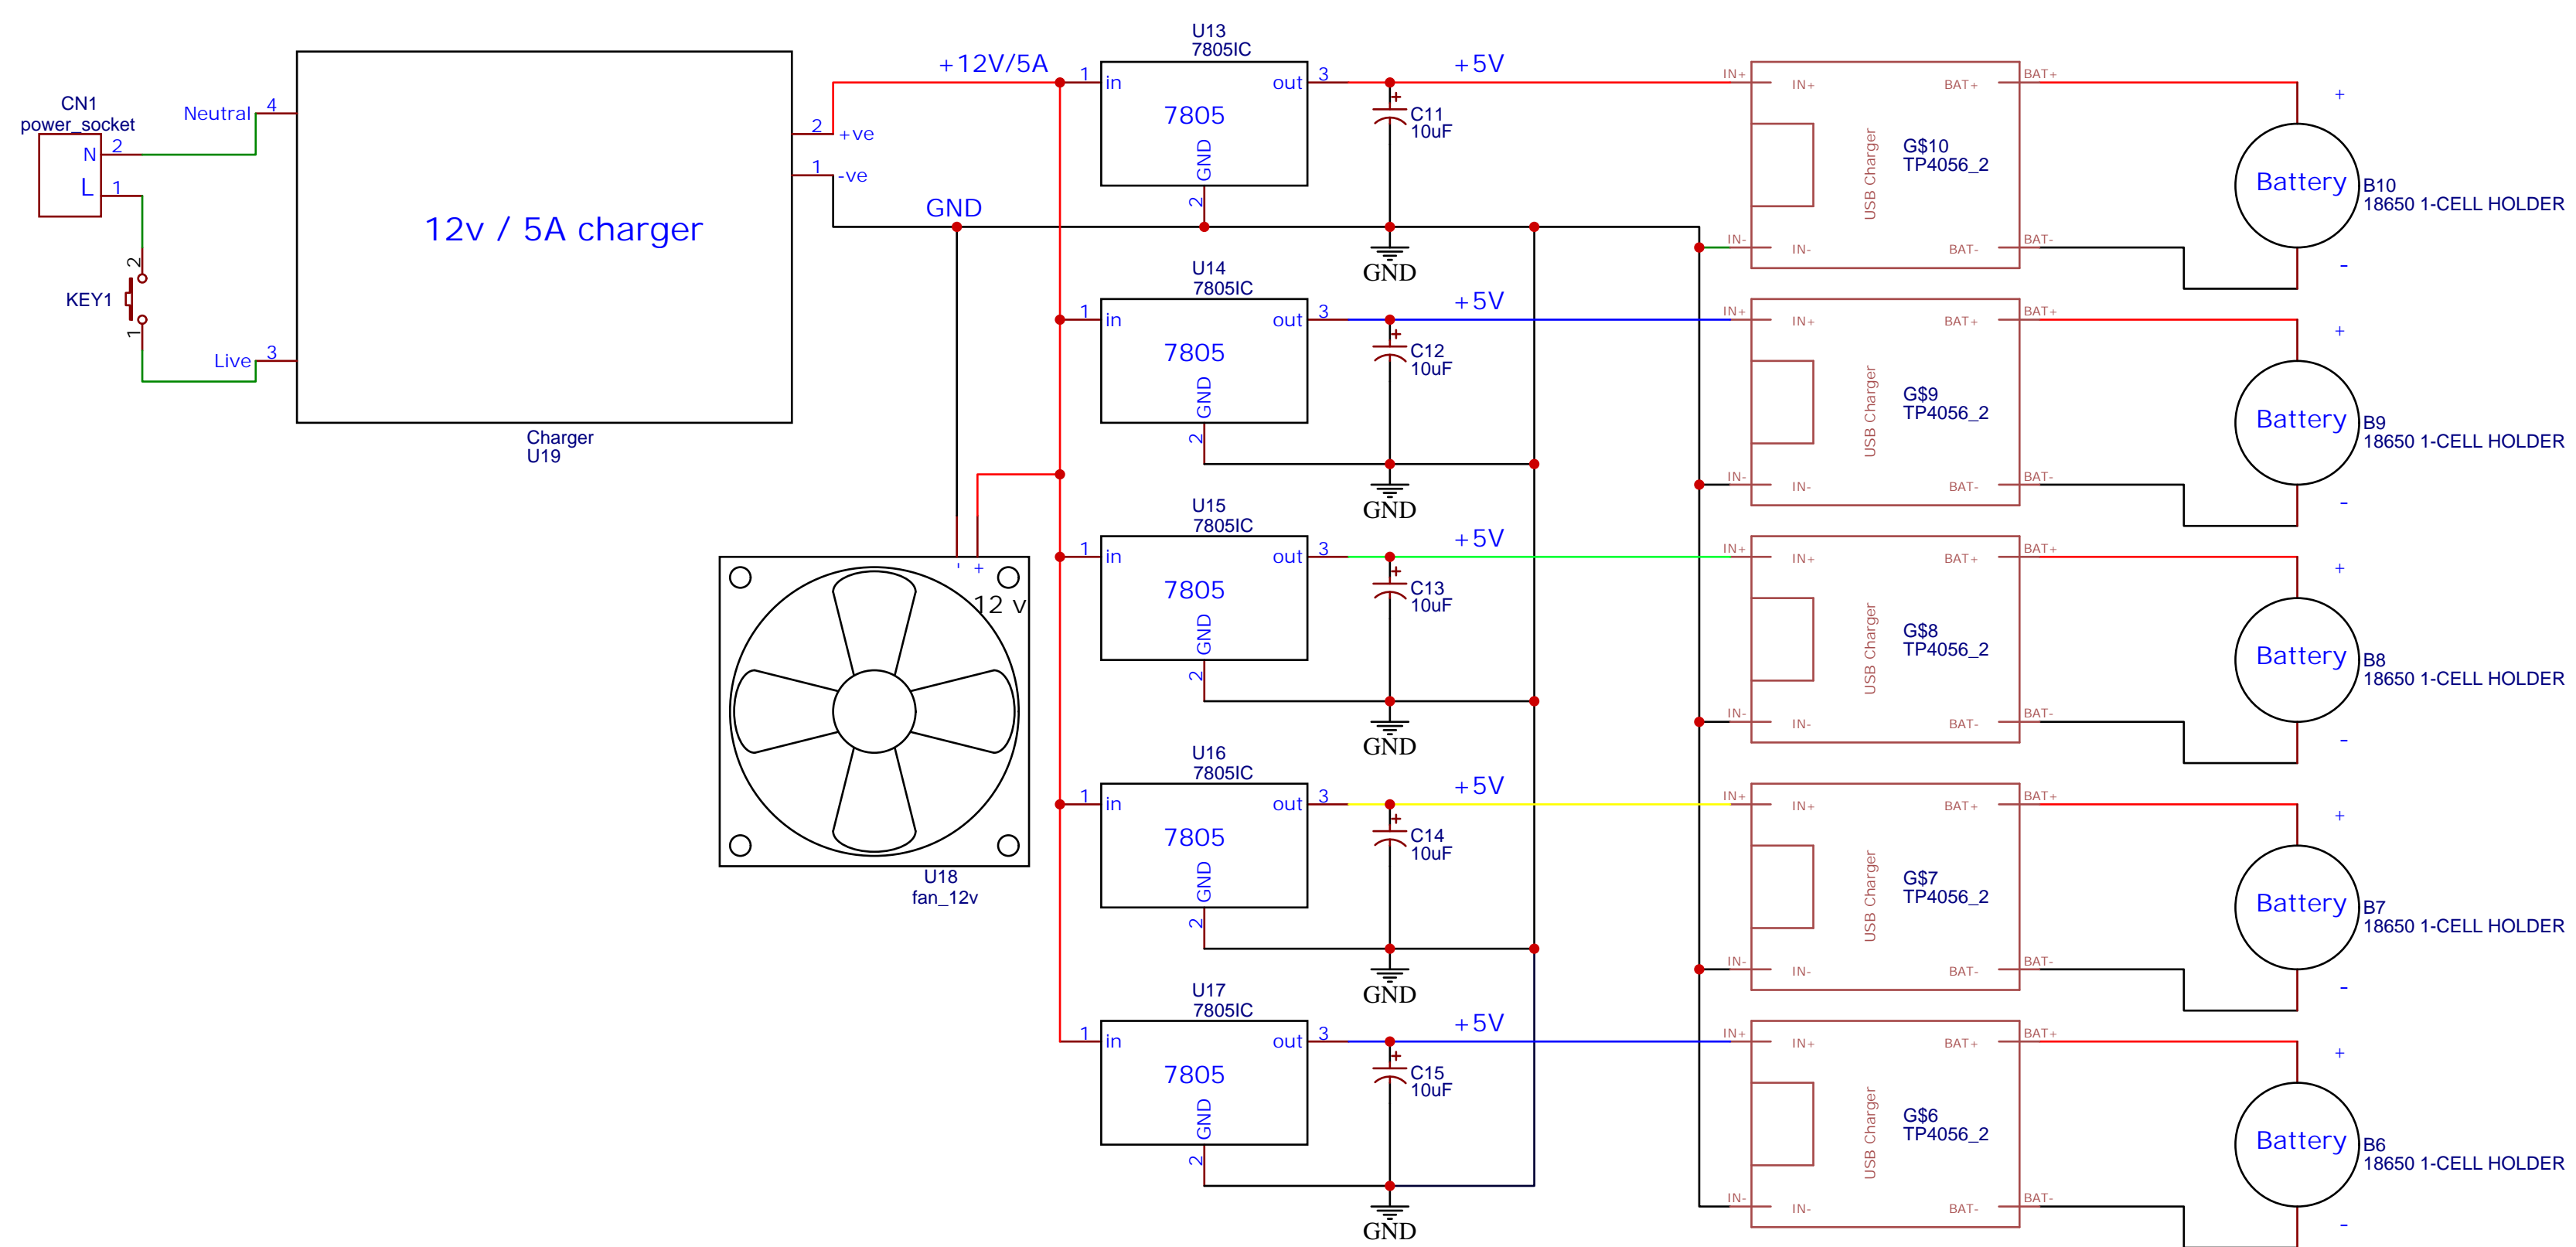 CN1
power_socket
N
2
L
1
2
KEY1
1
Neutral
4
Live
3
12v / 5A charger
2
+ve
1
-ve
Charger
U19
+12V/5A
GND
- +
12 v
U18
fan_12v
U13
7805IC
1
in
out
3
7805
GND
2
+5V
+
C11
10uF
GND
IN+
IN+
BAT+
BAT+
USB Charger
G$10
TP4056_2
IN-
IN-
BAT-
BAT-
+
Battery
B10
18650 1-CELL HOLDER
-
U14
7805IC
1
in
out
3
7805
GND
2
+5V
+
C12
10uF
GND
IN+
IN+
BAT+
BAT+
USB Charger
G$9
TP4056_2
IN-
IN-
BAT-
BAT-
+
Battery
B9
18650 1-CELL HOLDER
-
U15
7805IC
1
in
out
3
7805
GND
2
+5V
+
C13
10uF
GND
IN+
IN+
BAT+
BAT+
USB Charger
G$8
TP4056_2
IN-
IN-
BAT-
BAT-
+
Battery
B8
18650 1-CELL HOLDER
-
U16
7805IC
1
in
out
3
7805
GND
2
+5V
+
C14
10uF
GND
IN+
IN+
BAT+
BAT+
USB Charger
G$7
TP4056_2
IN-
IN-
BAT-
BAT-
+
Battery
B7
18650 1-CELL HOLDER
-
U17
7805IC
1
in
out
3
7805
GND
2
+5V
+
C15
10uF
GND
IN+
IN+
BAT+
BAT+
USB Charger
G$6
TP4056_2
IN-
IN-
BAT-
BAT-
+
Battery
B6
18650 1-CELL HOLDER
-